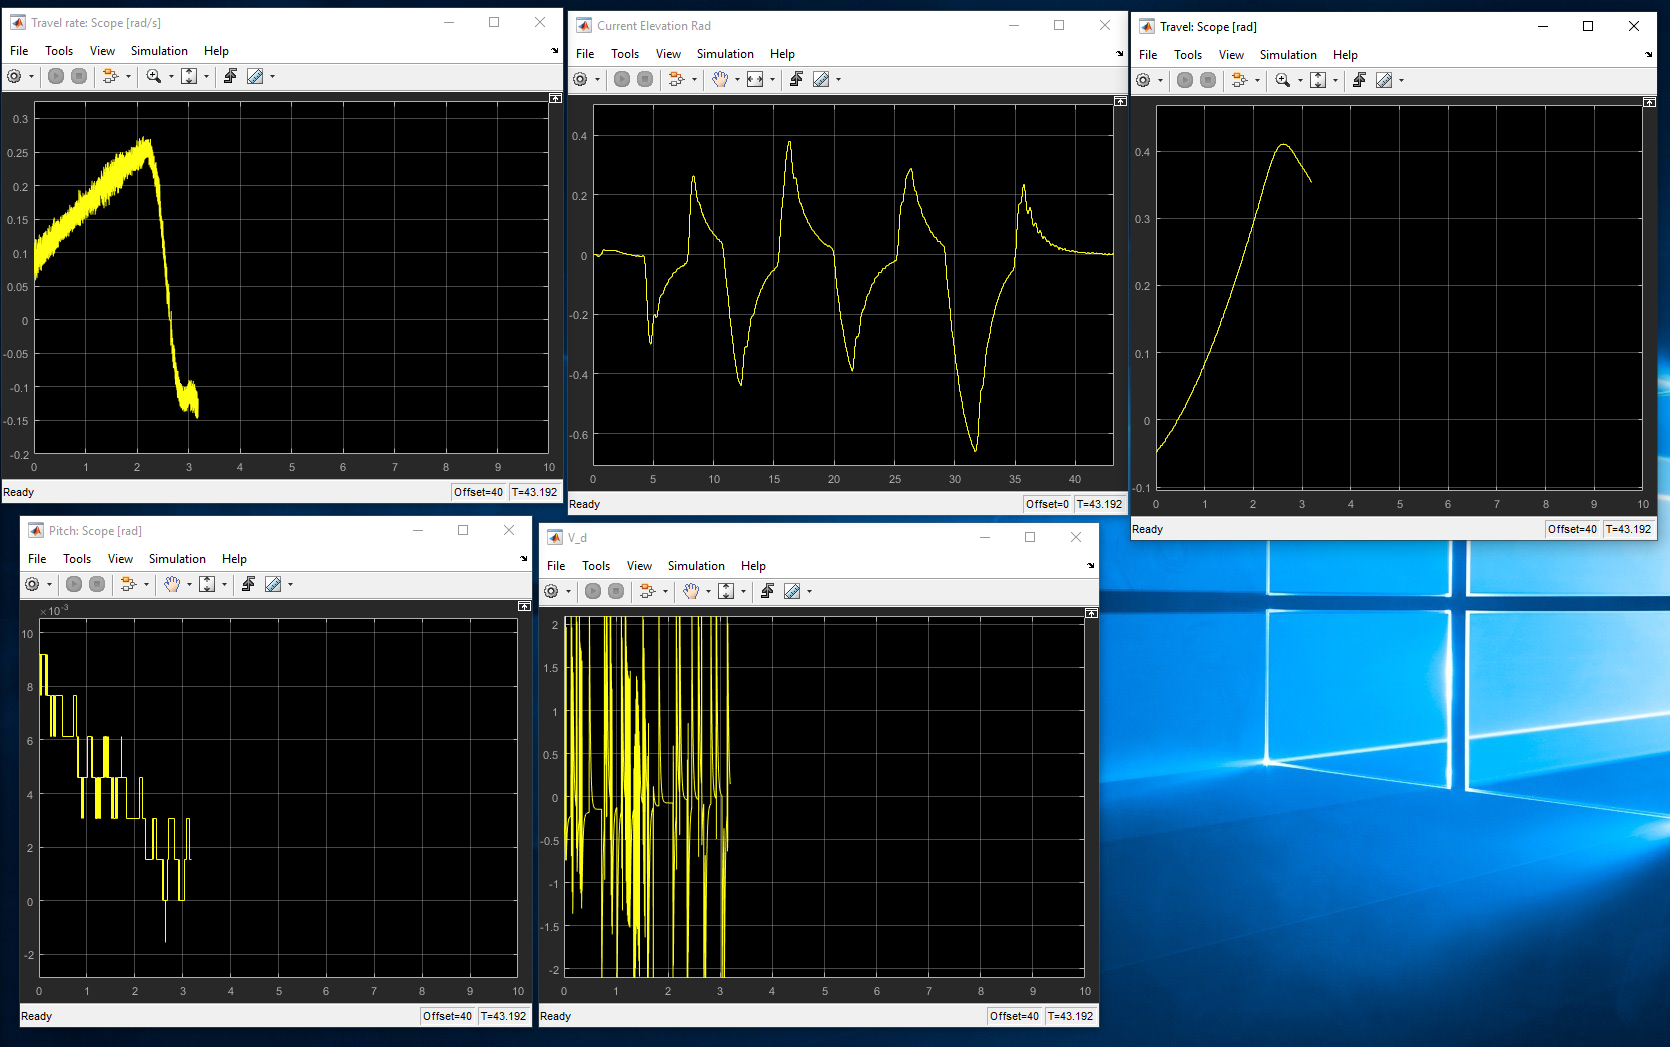 Travel rate: Scope [rad/s]
File Tools View Simulation Help
0.3
0.25
0.2
0.15
0.1
0.05
0
-0.05
-0.1
-0.15
-0.2
0 1 2 3 4 5 6 7 8 9 10
Ready Offset=40 T=43.192
Current Elevation Rad
File Tools View Simulation Help
0.4
0.2
0
-0.2
-0.4
-0.6
0 5 10 15 20 25 30 35 40
Ready Offset=0 T=43.192
Travel: Scope [rad]
File Tools View Simulation Help
0.4
0.3
0.2
0.1
0
-0.1
0 1 2 3 4 5 6 7 8 9 10
Ready Offset=40 T=43.192
Pitch: Scope [rad]
File Tools View Simulation Help
×10⁻³
10
8
6
4
2
0
-2
0 1 2 3 4 5 6 7 8 9 10
Ready Offset=40 T=43.192
V_d
File Tools View Simulation Help
2
1.5
1
0.5
0
-0.5
-1
-1.5
-2
0 1 2 3 4 5 6 7 8 9 10
Ready Offset=40 T=43.192